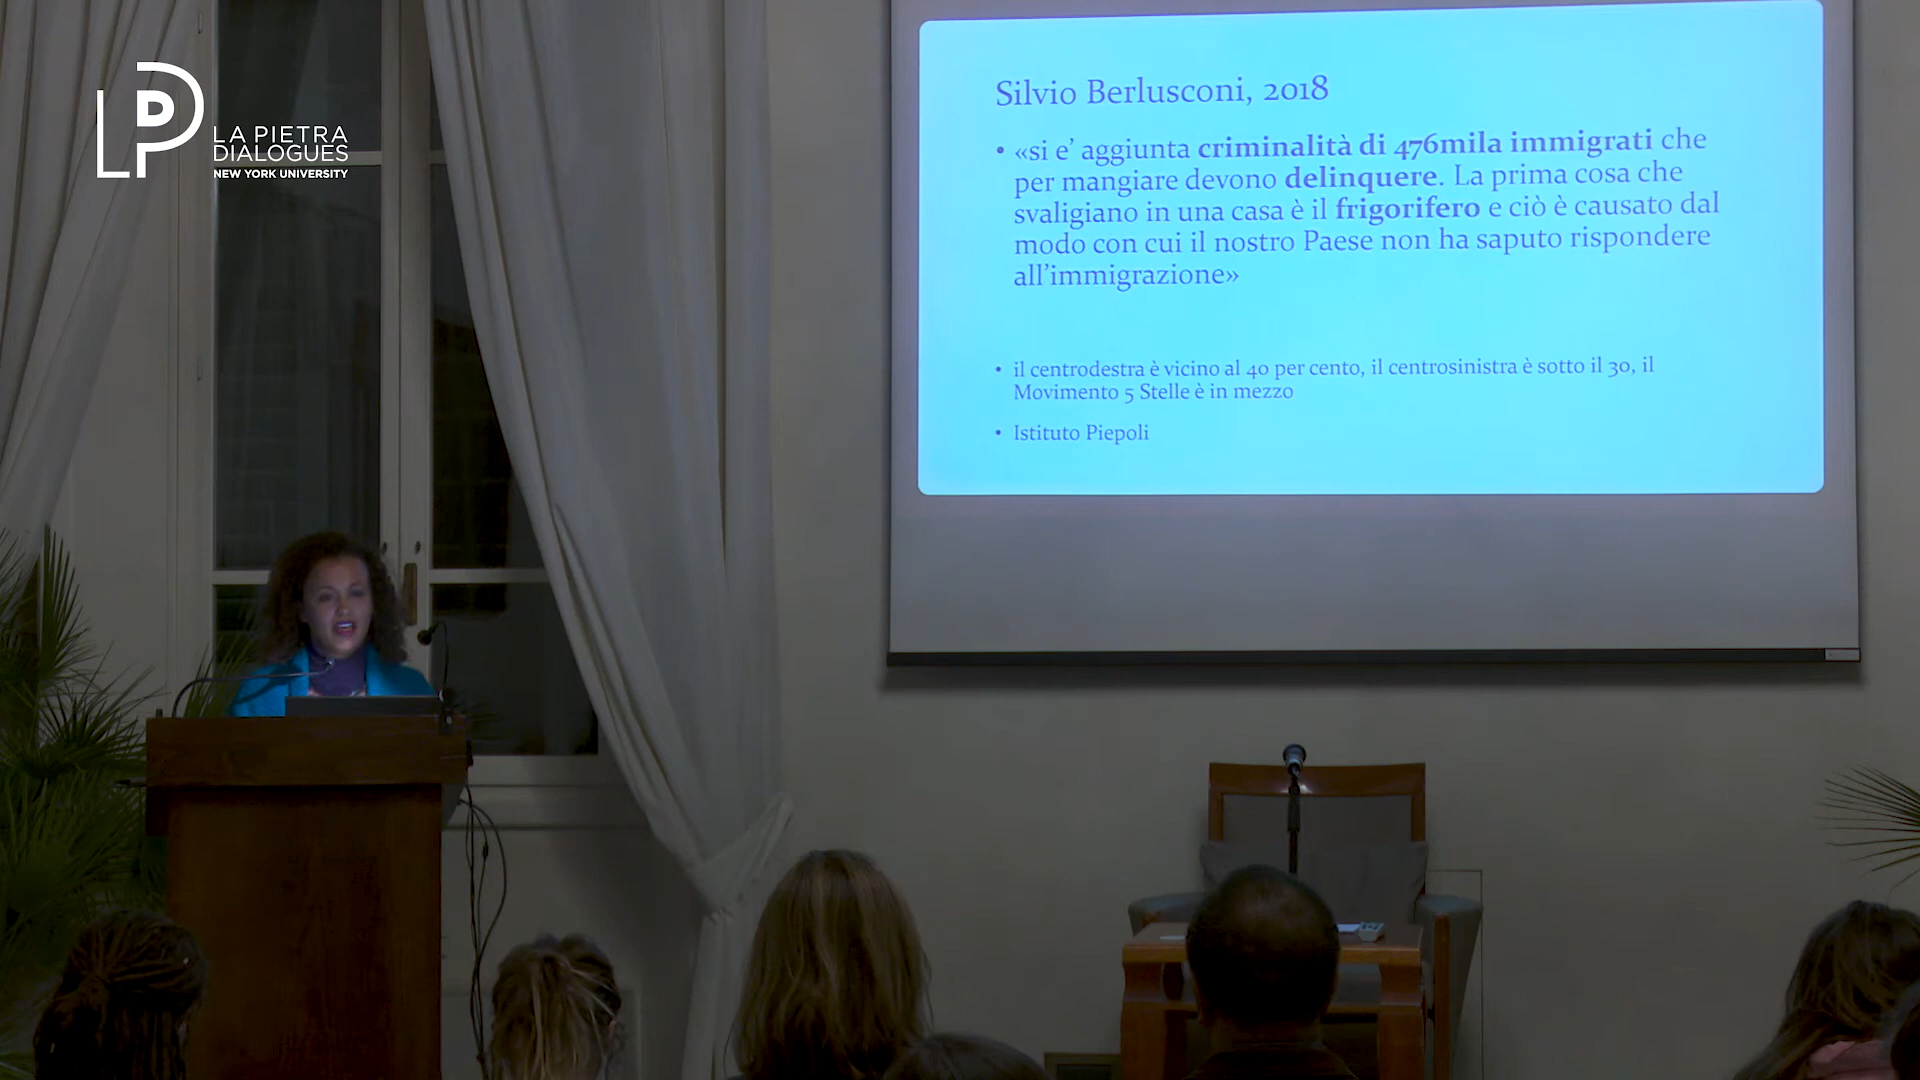 LP
LA PIETRA
DIALOGUES
NEW YORK UNIVERSITY
Silvio Berlusconi, 2018
• «si e’ aggiunta criminalità di 476mila immigrati che
per mangiare devono delinquere. La prima cosa che
svaligiano in una casa è il frigorifero e ciò è causato dal
modo con cui il nostro Paese non ha saputo rispondere
all’immigrazione»
• il centrodestra è vicino al 40 per cento, il centrosinistra è sotto il 30, il
Movimento 5 Stelle è in mezzo
• Istituto Piepoli